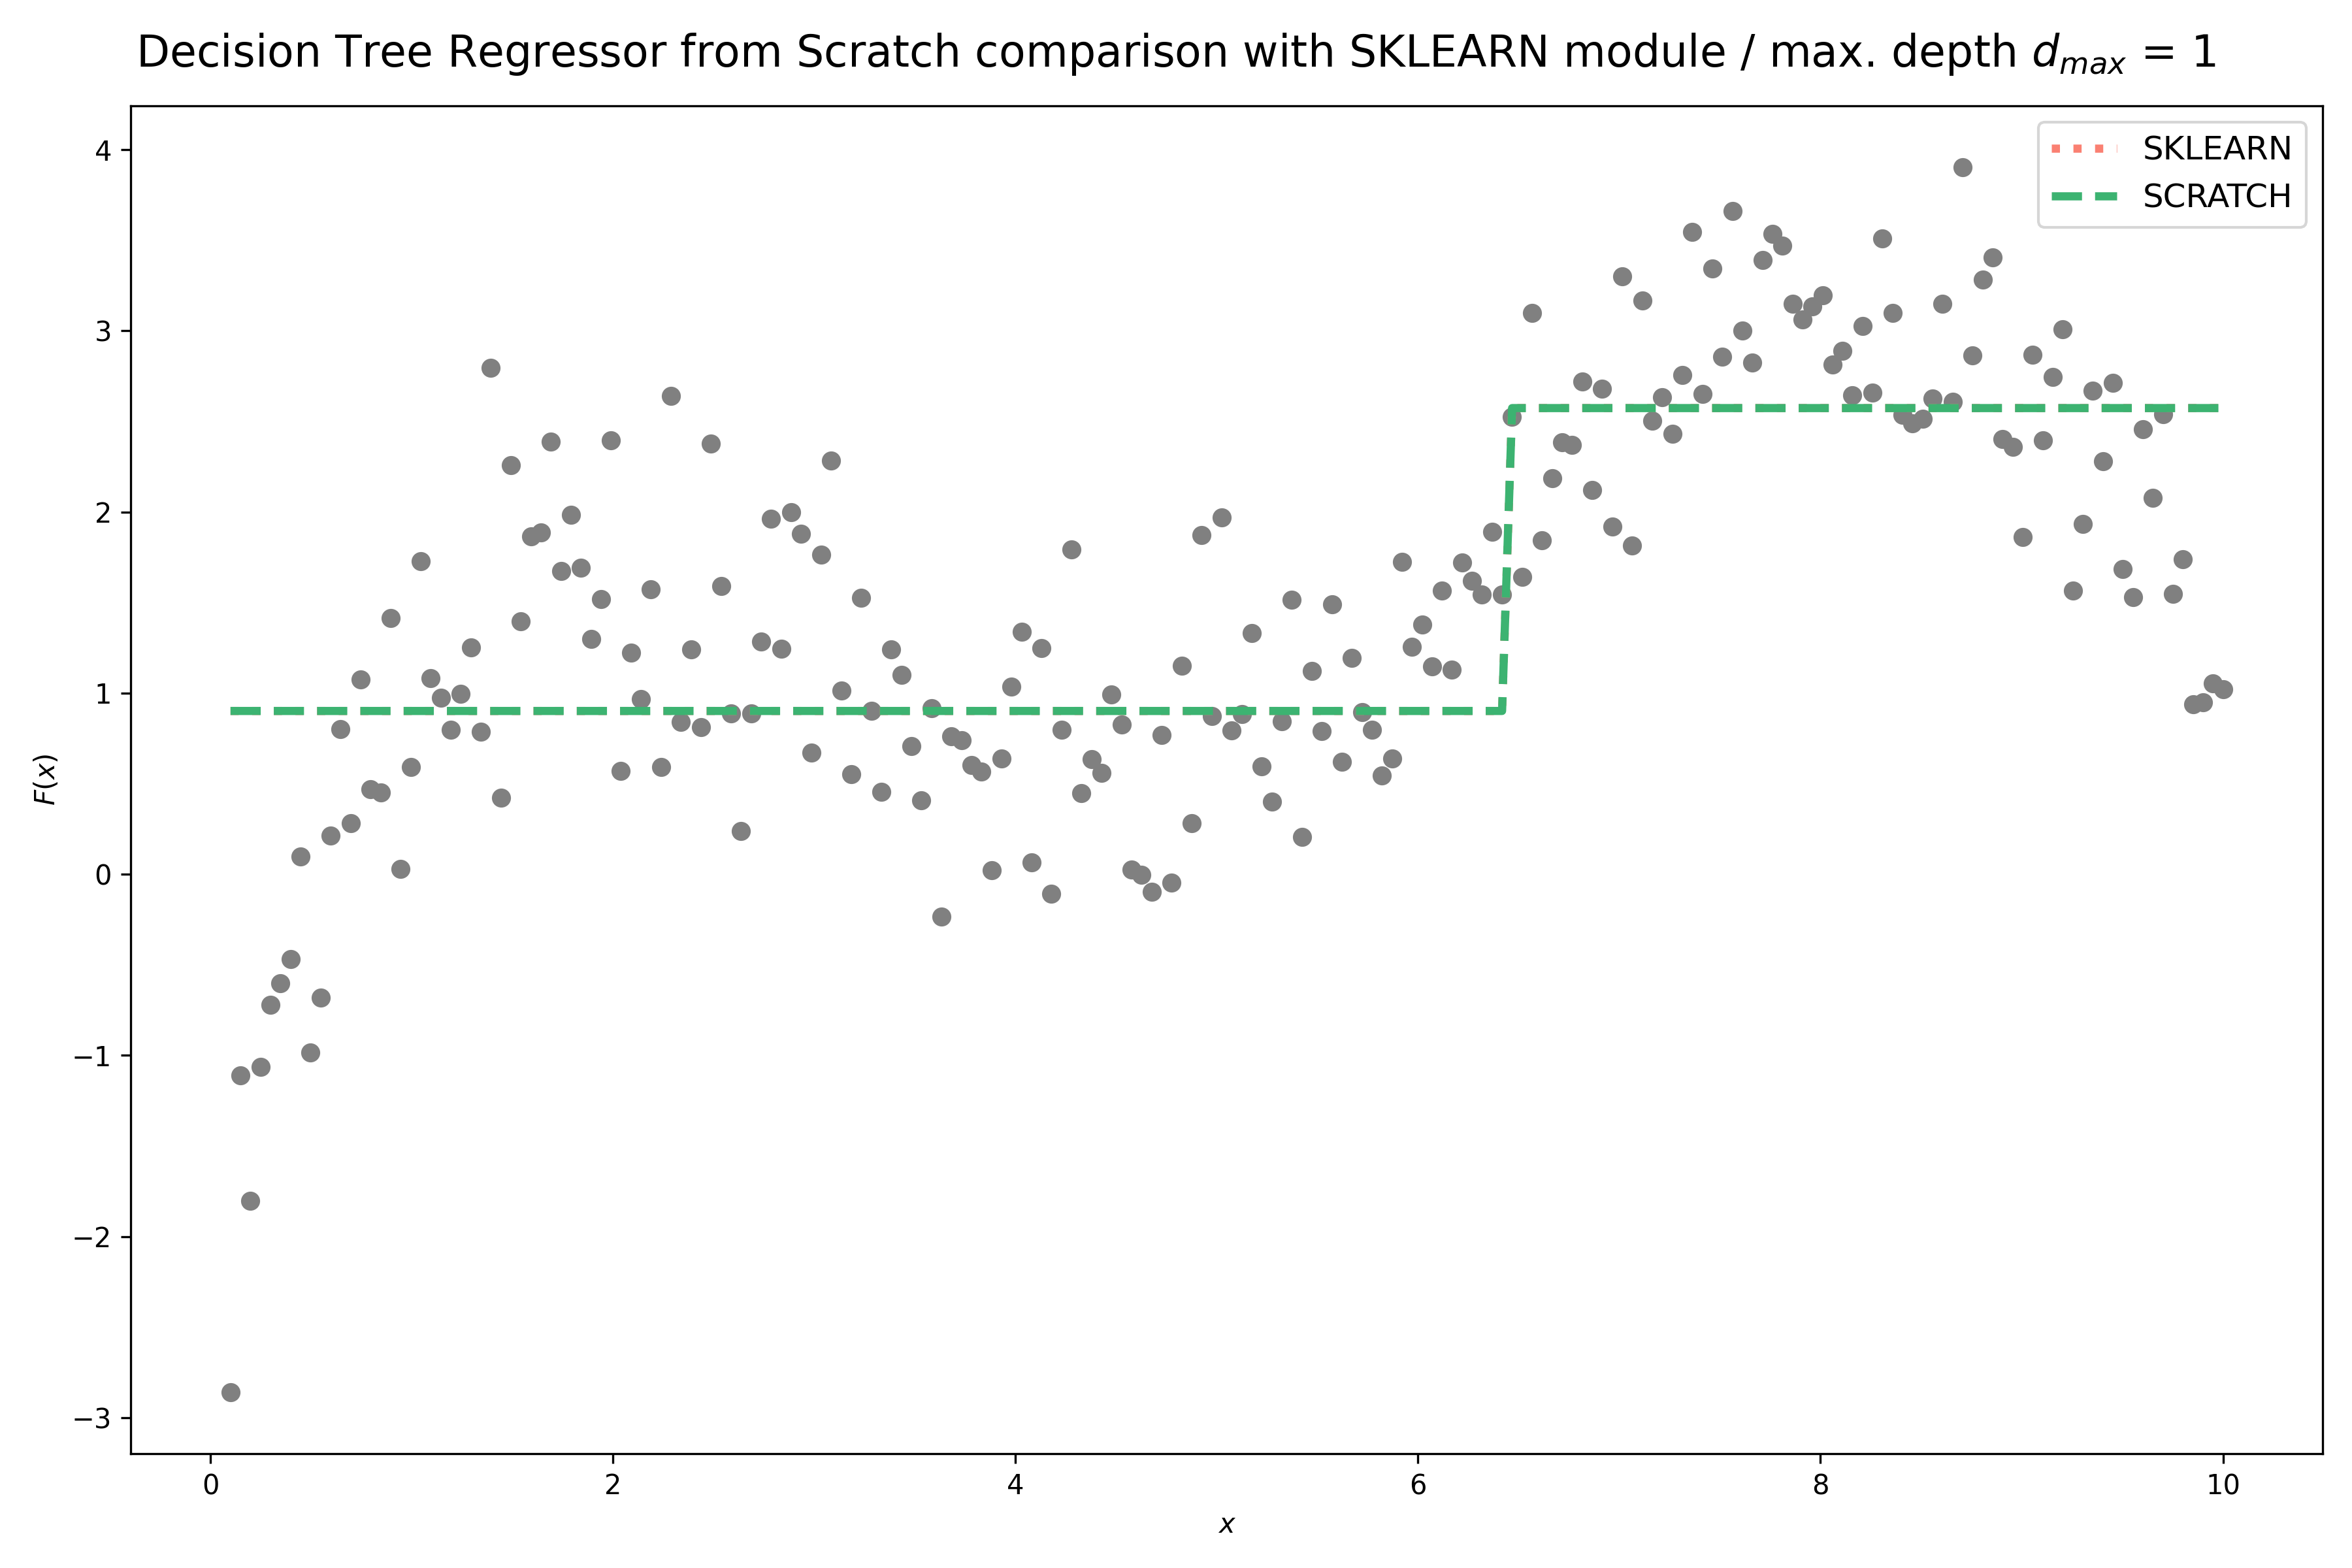 Decision Tree Regressor from Scratch comparison with SKLEARN module / max. depth d_max = 1
SKLEARN
SCRATCH
4
3
2
1
0
−1
−2
−3
F(x)
0 2 4 6 8 10
x